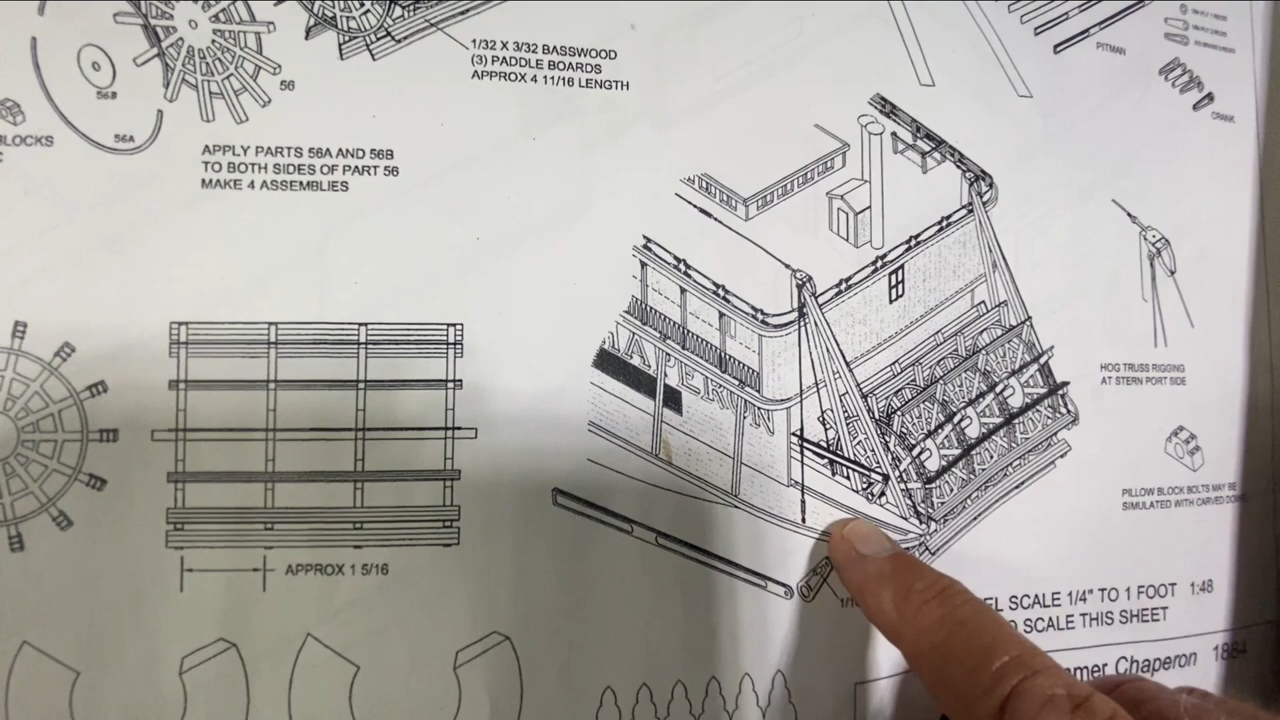 1/32 X 3/32 BASSWOOD
(3) PADDLE BOARDS
APPROX 4 11/16 LENGTH
PITMAN
CRANK
56
56B
56A
BLOCKS
APPLY PARTS 56A AND 56B
TO BOTH SIDES OF PART 56
MAKE 4 ASSEMBLIES
APERON
HOG TRUSS RIGGING
AT STERN PORT SIDE
PILLOW BLOCK BOLTS MAY BE
SIMULATED WITH CARVED
APPROX 1 5/16
EL SCALE 1/4" TO 1 FOOT 1:48
SCALE THIS SHEET
mer Chaperon 1884